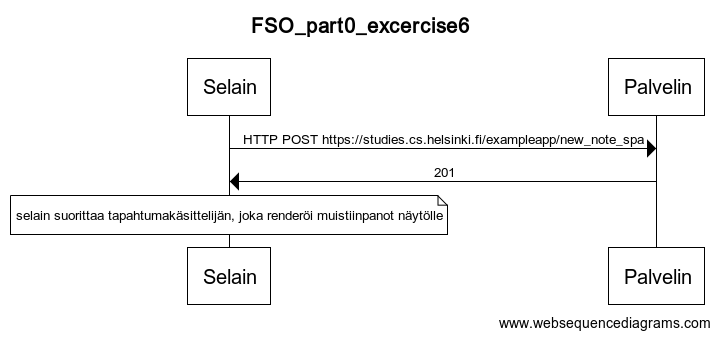 FSO_part0_excercise6
Selain
Palvelin
HTTP POST https://studies.cs.helsinki.fi/exampleapp/new_note_spa
201
selain suorittaa tapahtumakäsittelijän, joka renderöi muistiinpanot näytölle
Selain
Palvelin
www.websequencediagrams.com